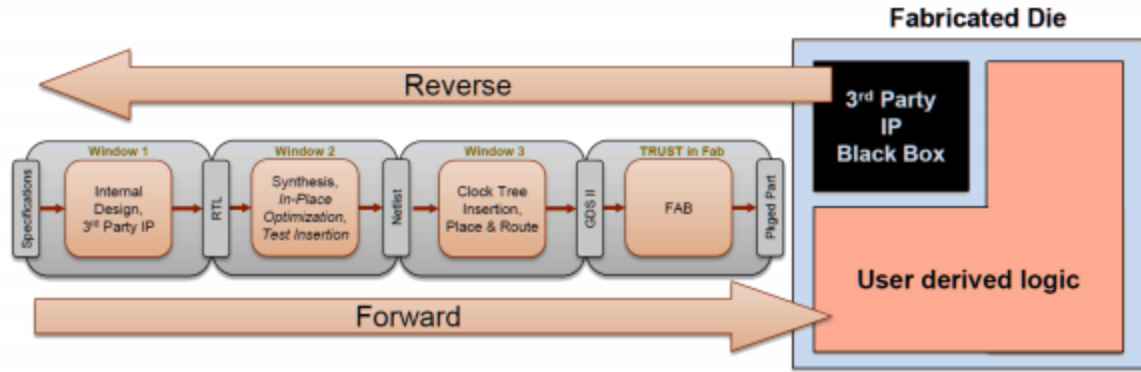 Fabricated Die
Reverse
3rd Party
IP
Black Box
Window 1
Window 2
Window 3
TRUST in Fab
Specifications
Internal
Design,
3rd Party IP
RTL
Synthesis,
In-Place
Optimization,
Test Insertion
Netlist
Clock Tree
Insertion,
Place & Route
GDS II
FAB
Pkged Part
User derived logic
Forward